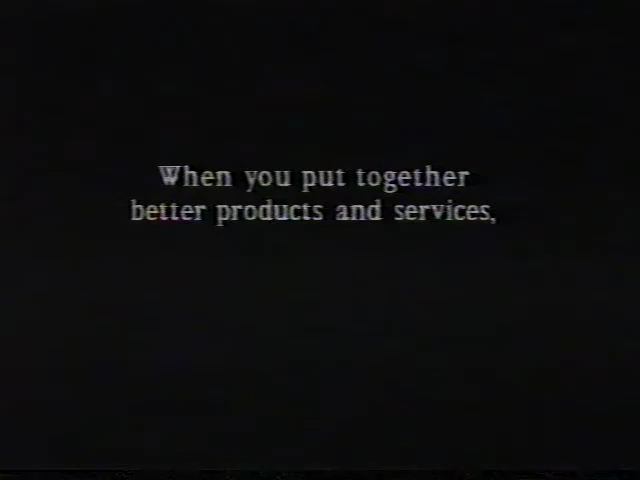 When you put together
better products and services,